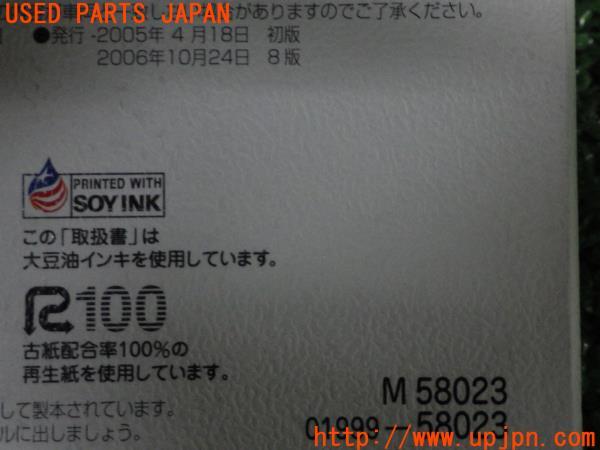 USED PARTS JAPAN
がありますのでご了承ください。
●発行-2005年 4月18日 初版
2006年10月24日 8版
PRINTED WITH
SOY INK
この「取扱書」は
大豆油インキを使用しています。
R100
古紙配合率100%の
再生紙を使用しています。
M 58023
して製本されています。
01999-58023
ルに出しましょう。
http://www.upjpn.com